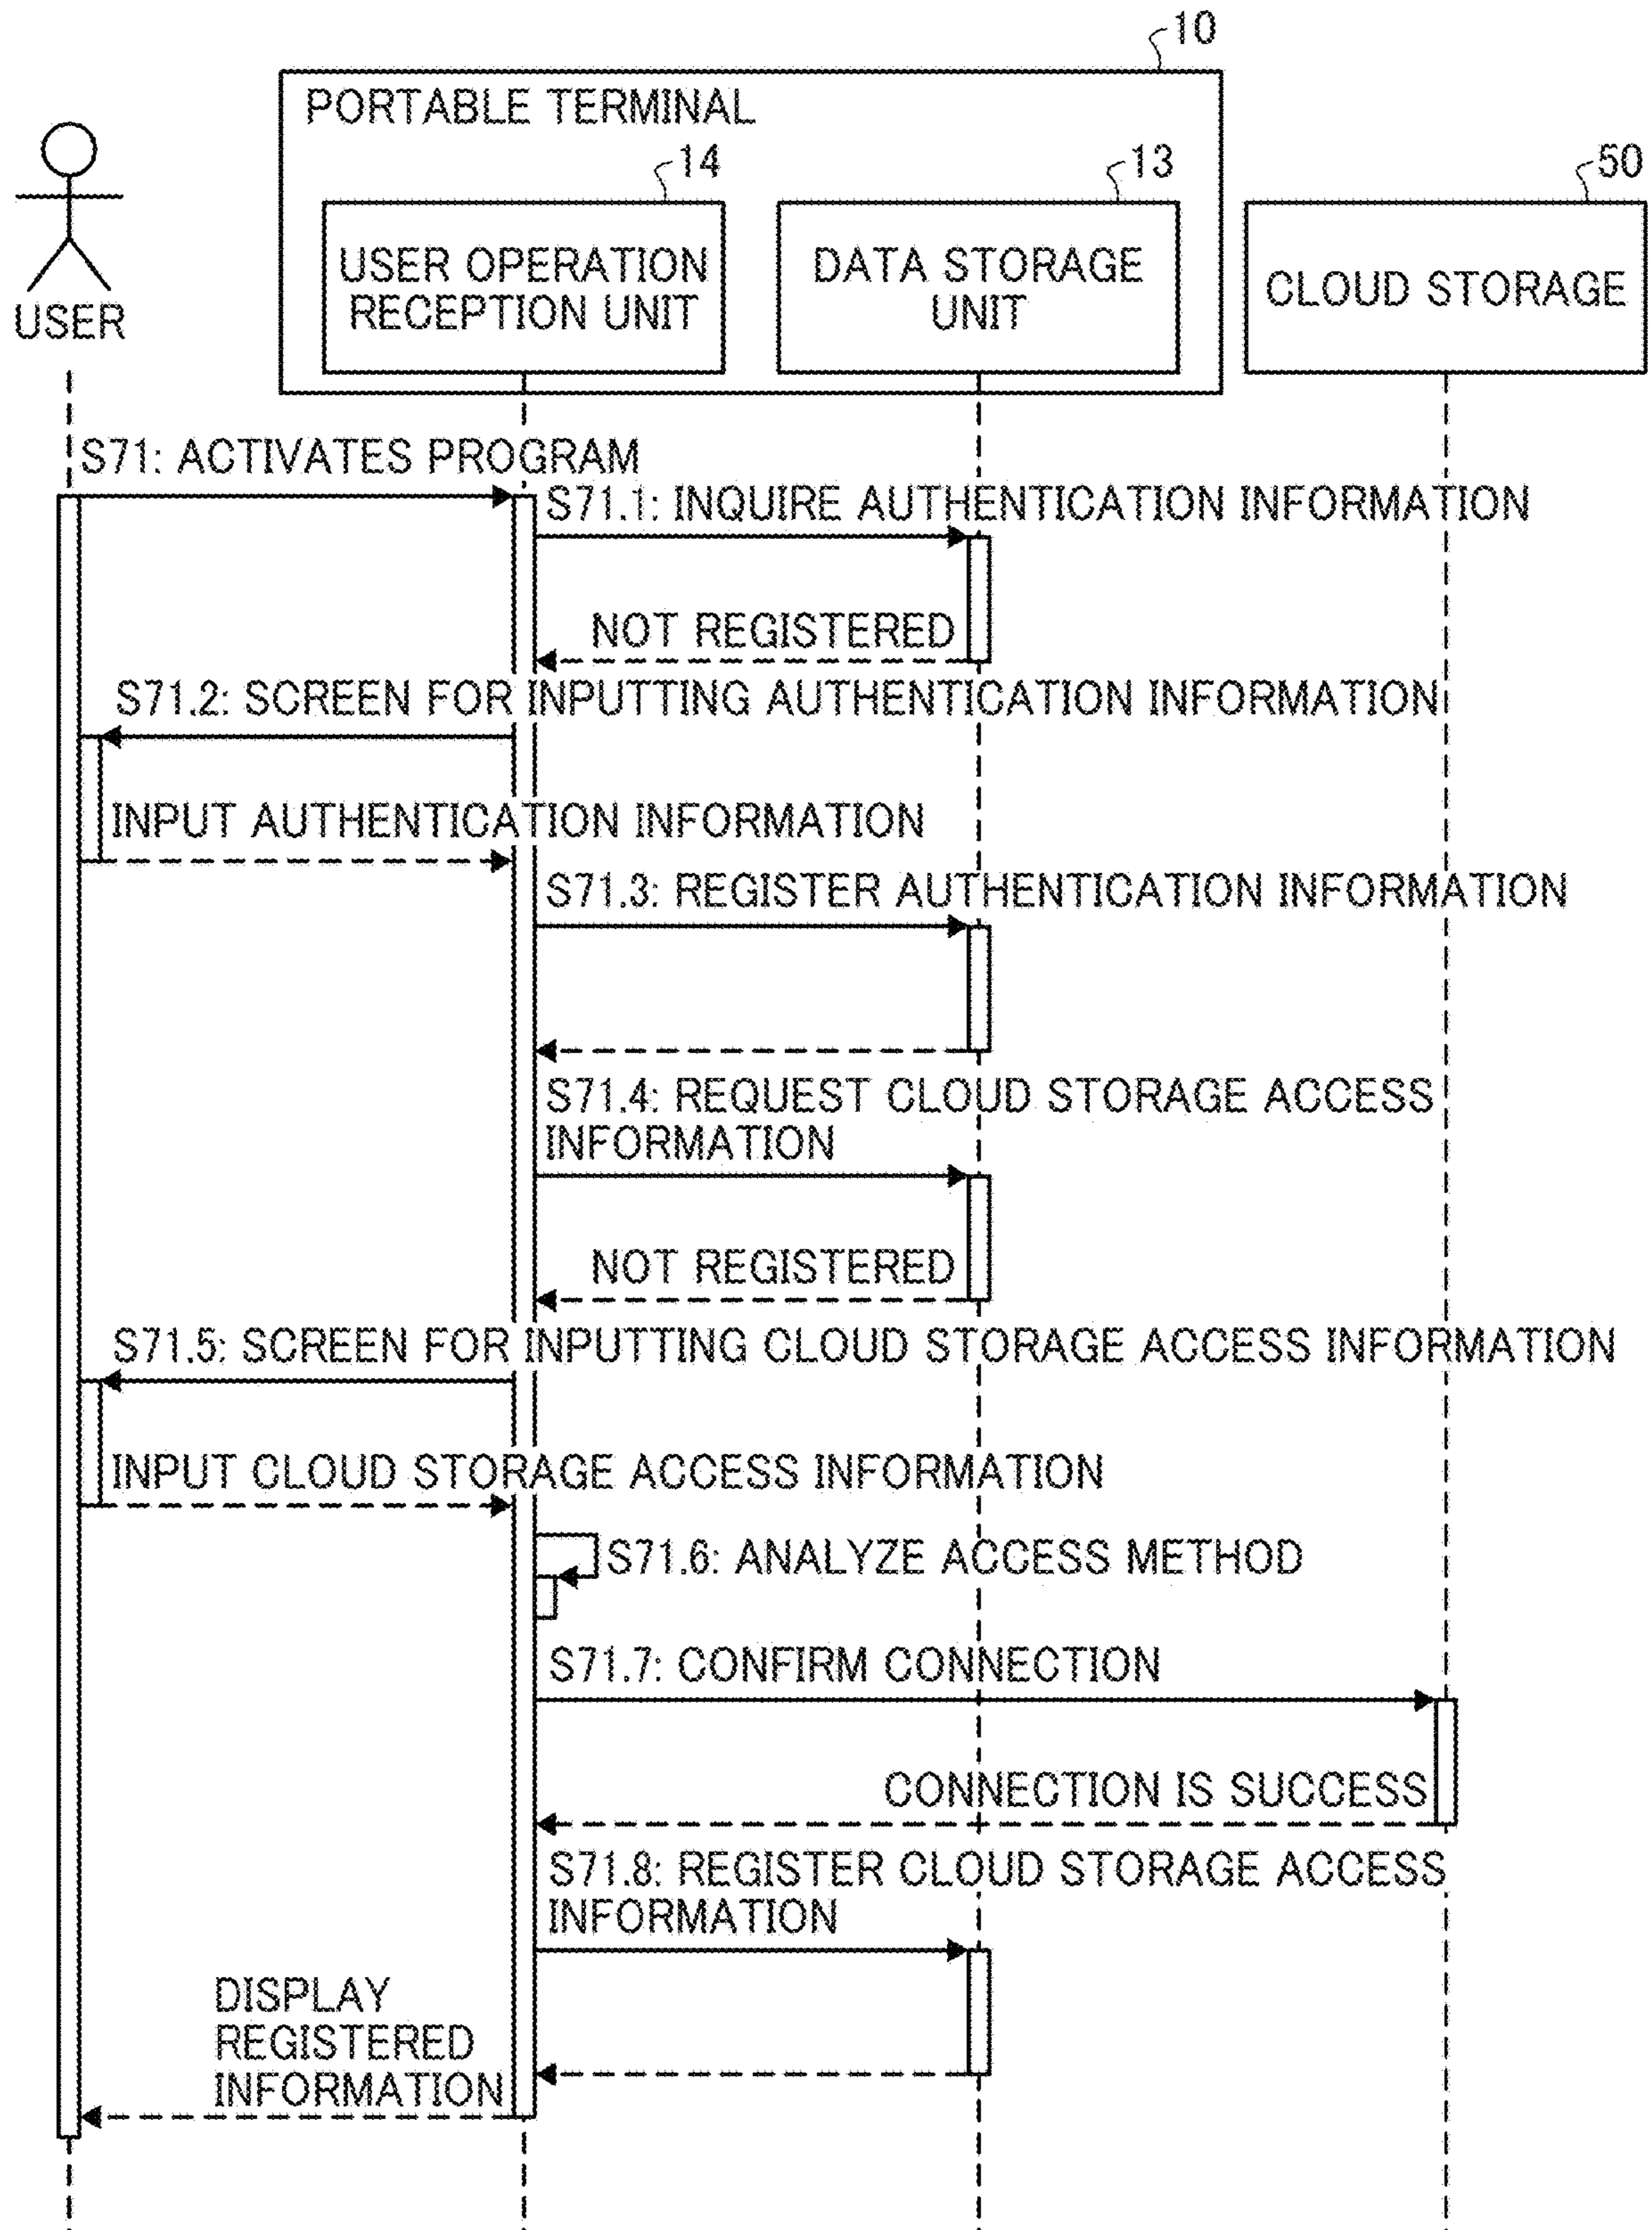 10
PORTABLE TERMINAL
14
13
50
USER OPERATION
RECEPTION UNIT
DATA STORAGE
UNIT
CLOUD STORAGE
USER
S71: ACTIVATES PROGRAM
S71.1: INQUIRE AUTHENTICATION INFORMATION
NOT REGISTERED
S71.2: SCREEN FOR INPUTTING AUTHENTICATION INFORMATION
INPUT AUTHENTICATION INFORMATION
S71.3: REGISTER AUTHENTICATION INFORMATION
S71.4: REQUEST CLOUD STORAGE ACCESS
INFORMATION
NOT REGISTERED
S71.5: SCREEN FOR INPUTTING CLOUD STORAGE ACCESS INFORMATION
INPUT CLOUD STORAGE ACCESS INFORMATION
S71.6: ANALYZE ACCESS METHOD
S71.7: CONFIRM CONNECTION
CONNECTION IS SUCCESS
S71.8: REGISTER CLOUD STORAGE ACCESS
INFORMATION
DISPLAY
REGISTERED
INFORMATION